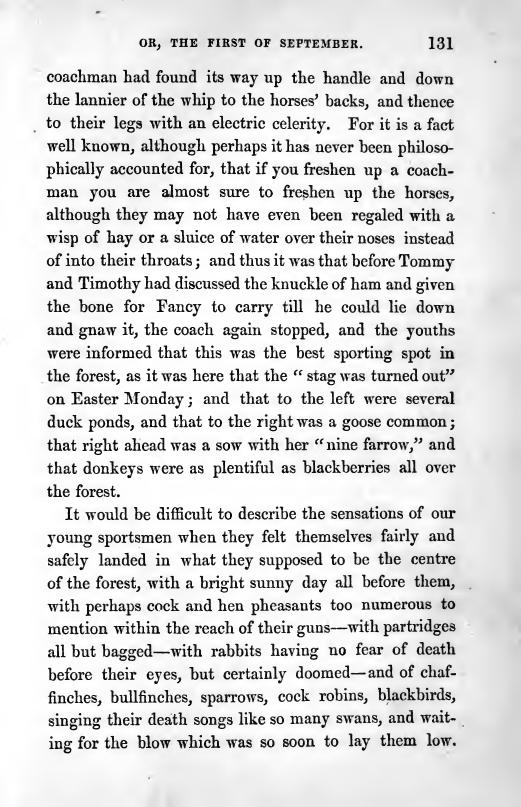 OR, THE FIRST OF SEPTEMBER. 131
coachman had found its way up the handle and down
the lannier of the whip to the horses’ backs, and thence
to their legs with an electric celerity. For it is a fact
well known, although perhaps it has never been philoso-
phically accounted for, that if you freshen up a coach-
man you are almost sure to freshen up the horses,
although they may not have even been regaled with a
wisp of hay or a sluice of water over their noses instead
of into their throats; and thus it was that before Tommy
and Timothy had discussed the knuckle of ham and given
the bone for Fancy to carry till he could lie down
and gnaw it, the coach again stopped, and the youths
were informed that this was the best sporting spot in
the forest, as it was here that the “stag was turned out”
on Easter Monday; and that to the left were several
duck ponds, and that to the right was a goose common;
that right ahead was a sow with her “nine farrow,” and
that donkeys were as plentiful as blackberries all over
the forest.
It would be difficult to describe the sensations of our
young sportsmen when they felt themselves fairly and
safely landed in what they supposed to be the centre
of the forest, with a bright sunny day all before them,
with perhaps cock and hen pheasants too numerous to
mention within the reach of their guns—with partridges
all but bagged—with rabbits having no fear of death
before their eyes, but certainly doomed—and of chaf-
finches, bullfinches, sparrows, cock robins, blackbirds,
singing their death songs like so many swans, and wait-
ing for the blow which was so soon to lay them low.